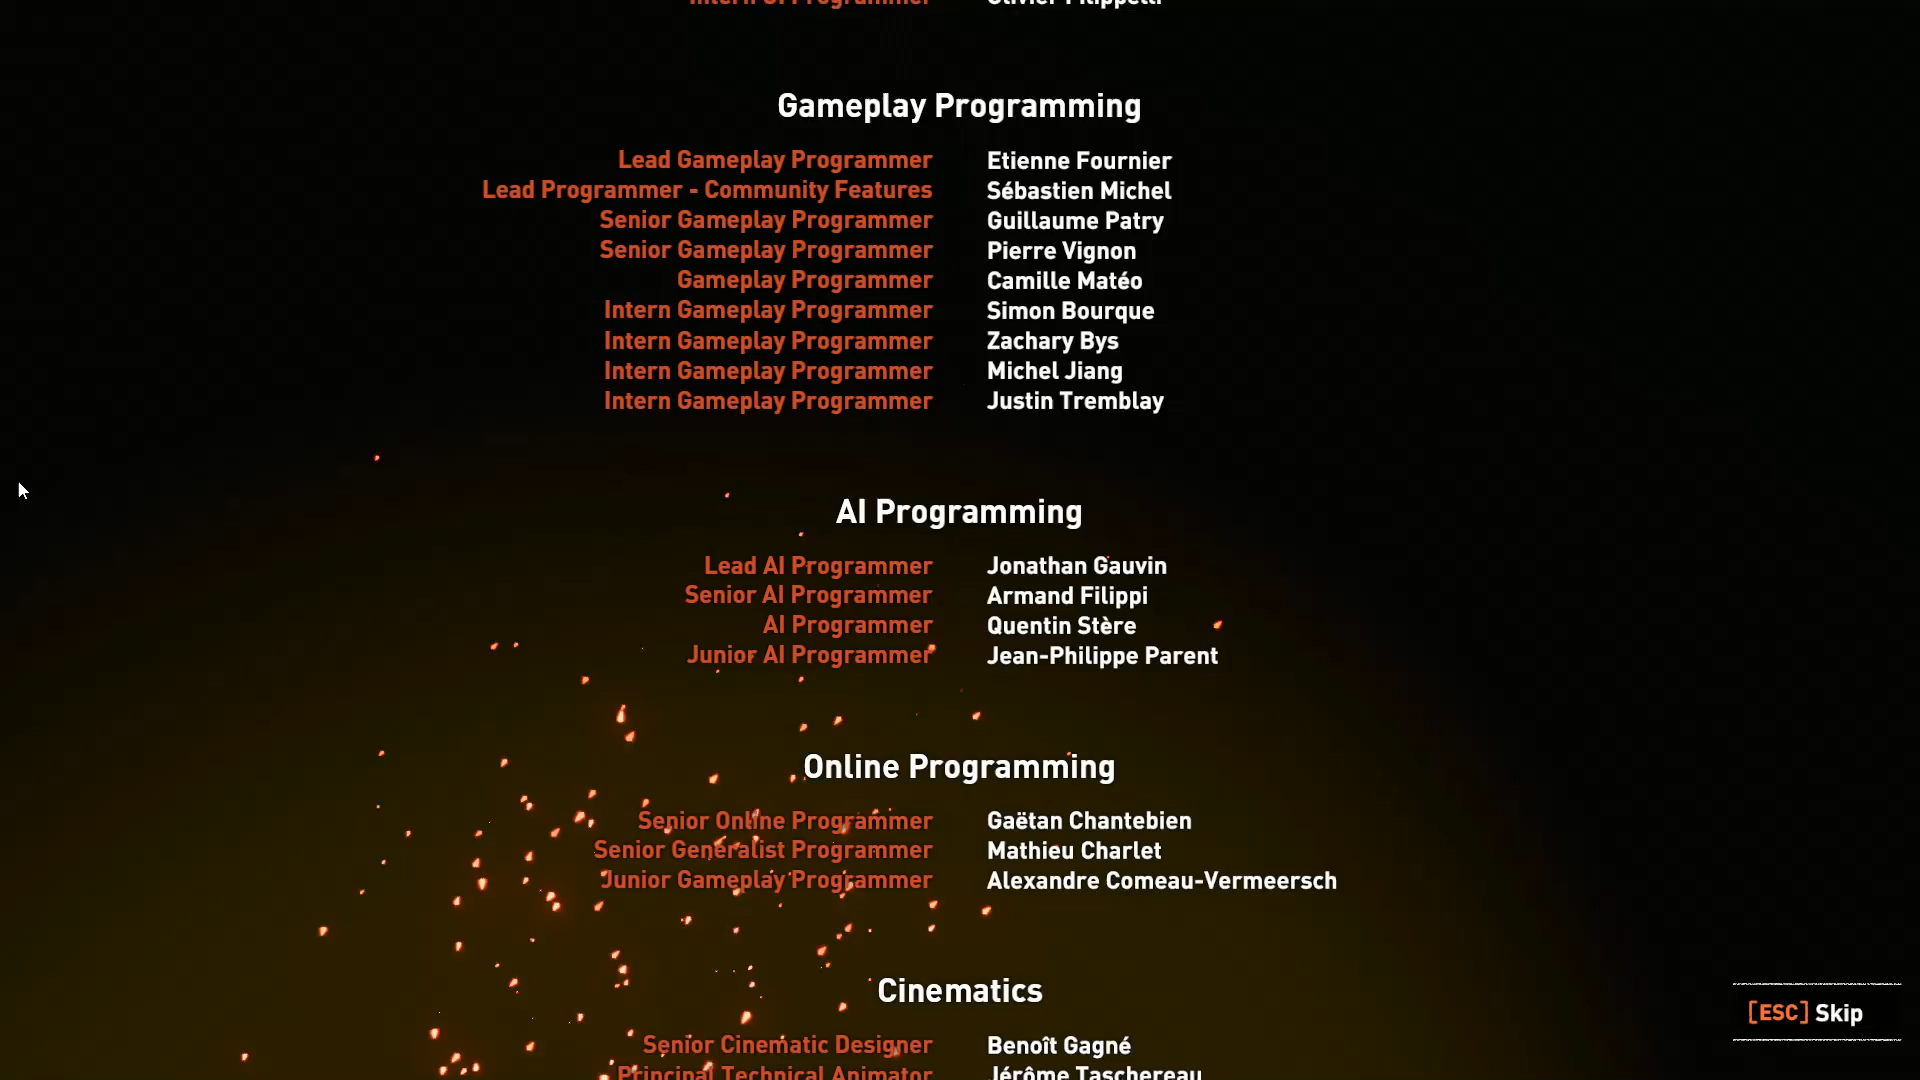 Gameplay Programming
Lead Gameplay Programmer Etienne Fournier
Lead Programmer - Community Features Sébastien Michel
Senior Gameplay Programmer Guillaume Patry
Senior Gameplay Programmer Pierre Vignon
Gameplay Programmer Camille Matéo
Intern Gameplay Programmer Simon Bourque
Intern Gameplay Programmer Zachary Bys
Intern Gameplay Programmer Michel Jiang
Intern Gameplay Programmer Justin Tremblay
AI Programming
Lead AI Programmer Jonathan Gauvin
Senior AI Programmer Armand Filippi
AI Programmer Quentin Stère
Junior AI Programmer Jean-Philippe Parent
Online Programming
Senior Online Programmer Gaëtan Chantebien
Senior Generalist Programmer Mathieu Charlet
Junior Gameplay Programmer Alexandre Comeau-Vermeersch
Cinematics
[ESC] Skip
Senior Cinematic Designer Benoît Gagné
Principal Technical Animator Jérôme Taschereau